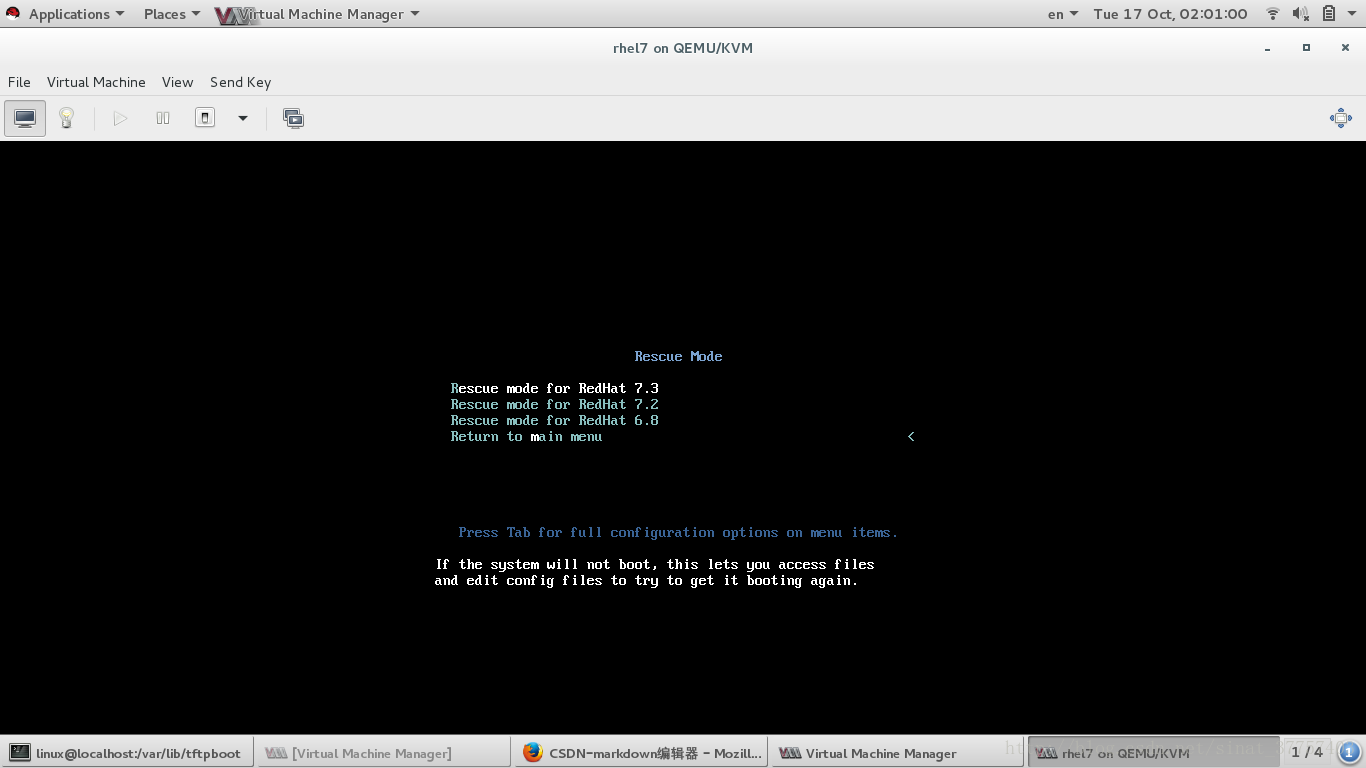 Applications Places Virtual Machine Manager en Tue 17 Oct, 02:01:00
rhel7 on QEMU/KVM
File Virtual Machine View Send Key
Rescue Mode
Rescue mode for RedHat 7.3
Rescue mode for RedHat 7.2
Rescue mode for RedHat 6.8
Return to main menu <
Press Tab for full configuration options on menu items.
If the system will not boot, this lets you access files
and edit config files to try to get it booting again.
linux@localhost:/var/lib/tftpboot [Virtual Machine Manager] CSDN-markdown编辑器 - Mozill... Virtual Machine Manager rhel7 on QEMU/KVM 1 / 4 1